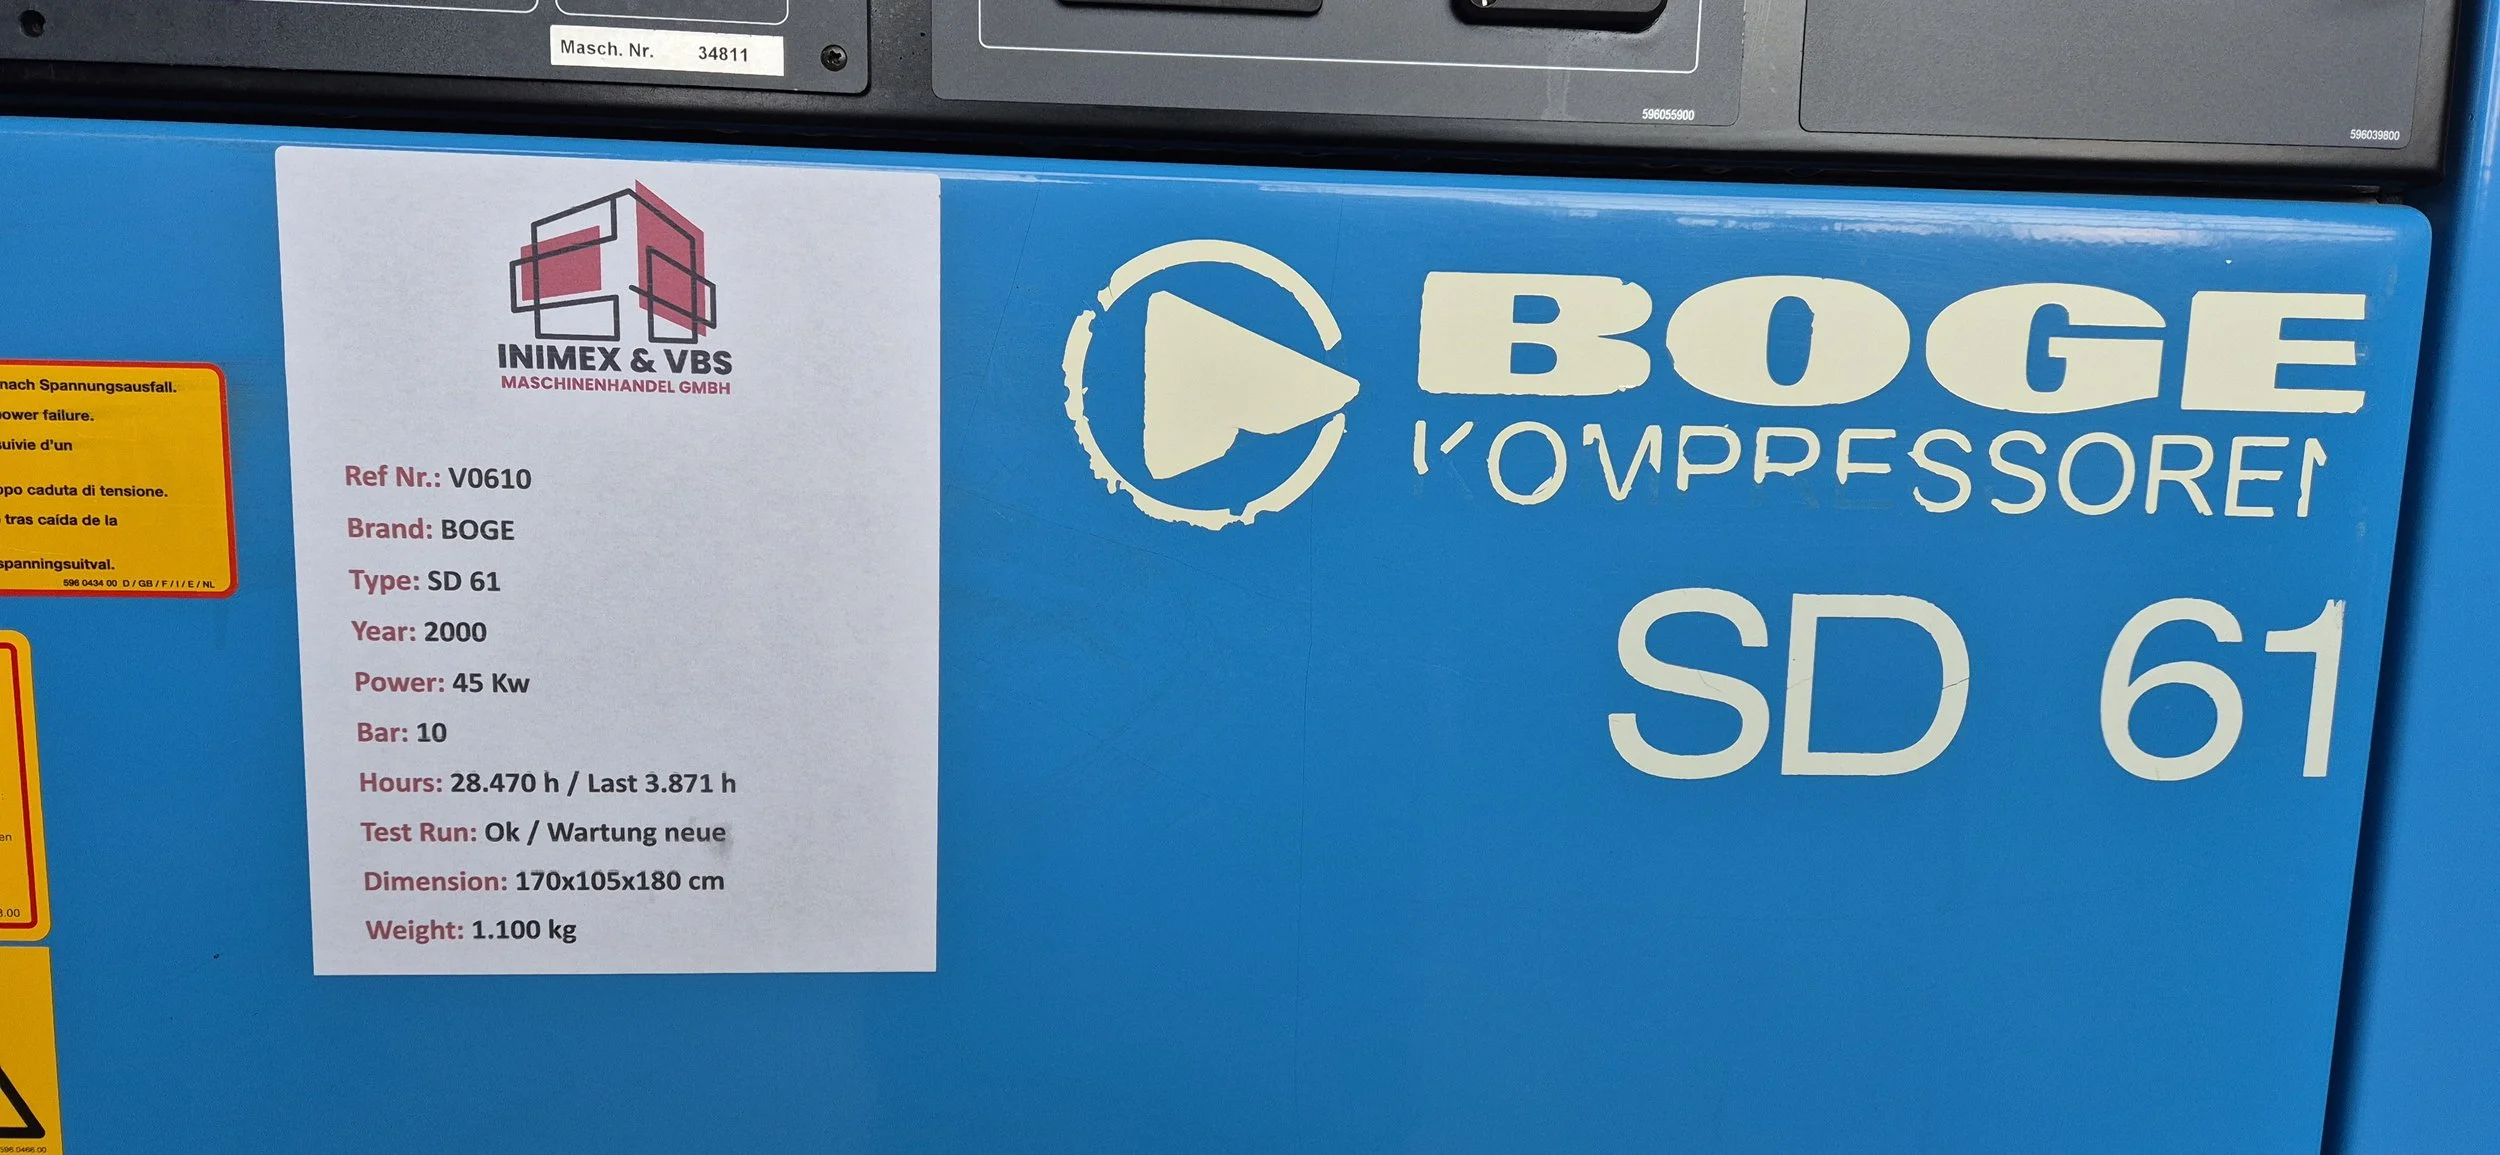 Masch. Nr. 34811
596055900
596039800
INIMEX & VBS
MASCHINENHANDEL GMBH
Ref Nr.: V0610
Brand: BOGE
Type: SD 61
Year: 2000
Power: 45 Kw
Bar: 10
Hours: 28.470 h / Last 3.871 h
Test Run: Ok / Wartung neue
Dimension: 170x105x180 cm
Weight: 1.100 kg
BOGE
KOMPRESSOREN
SD 61
nach Spannungsausfall.
power failure.
suivie d'un
caduta di tensione.
tras caída de la
spanningsuitval.
596 0434 00 D / GB / F / I / E / NL